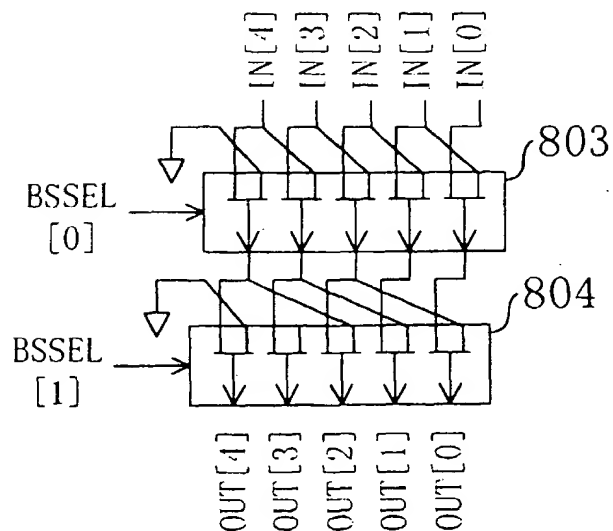 IN[4]
IN[3]
IN[2]
IN[1]
IN[0]
803
BSSEL
[0]
804
BSSEL
[1]
OUT[4]
OUT[3]
OUT[2]
OUT[1]
OUT[0]